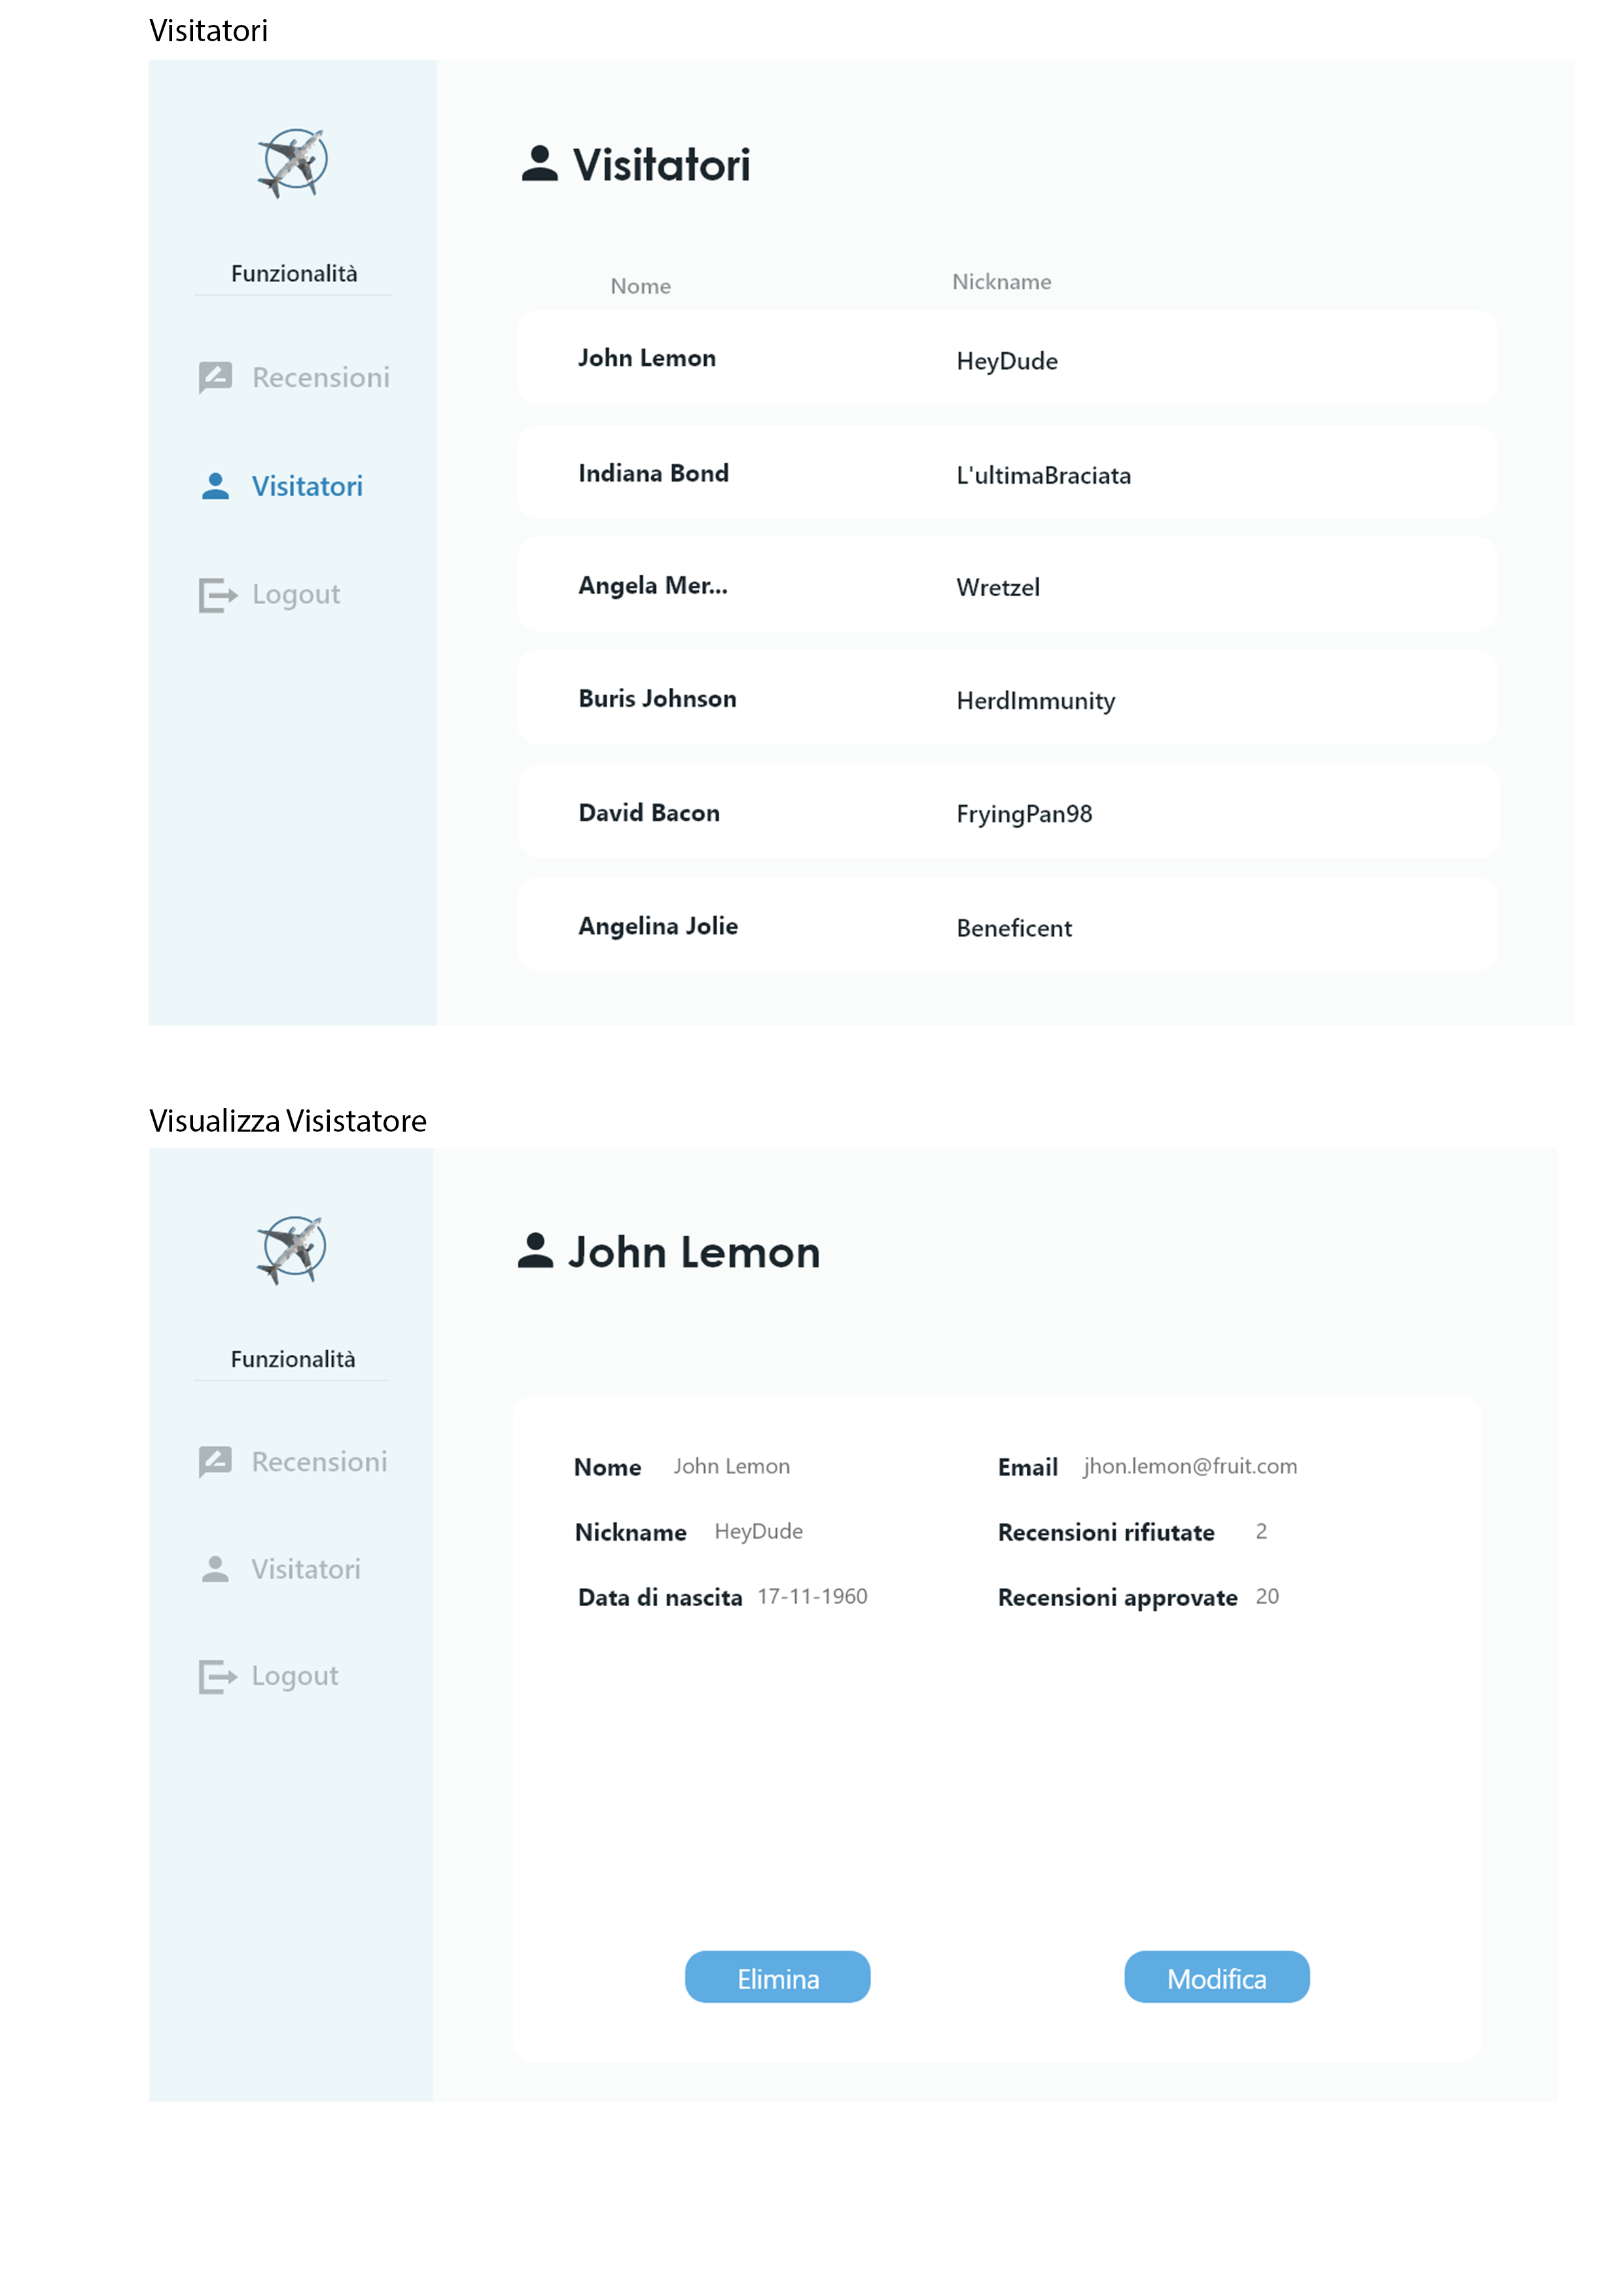 Visitatori
Visitatori
Funzionalità
Nome Nickname
Recensioni
Visitatori
Logout
John Lemon HeyDude
Indiana Bond L'ultimaBraciata
Angela Mer... Wretzel
Buris Johnson HerdImmunity
David Bacon FryingPan98
Angelina Jolie Beneficent
Visualizza Visistatore
John Lemon
Funzionalità
Recensioni
Visitatori
Logout
Nome John Lemon Email jhon.lemon@fruit.com
Nickname HeyDude Recensioni rifiutate 2
Data di nascita 17-11-1960 Recensioni approvate 20
Elimina Modifica